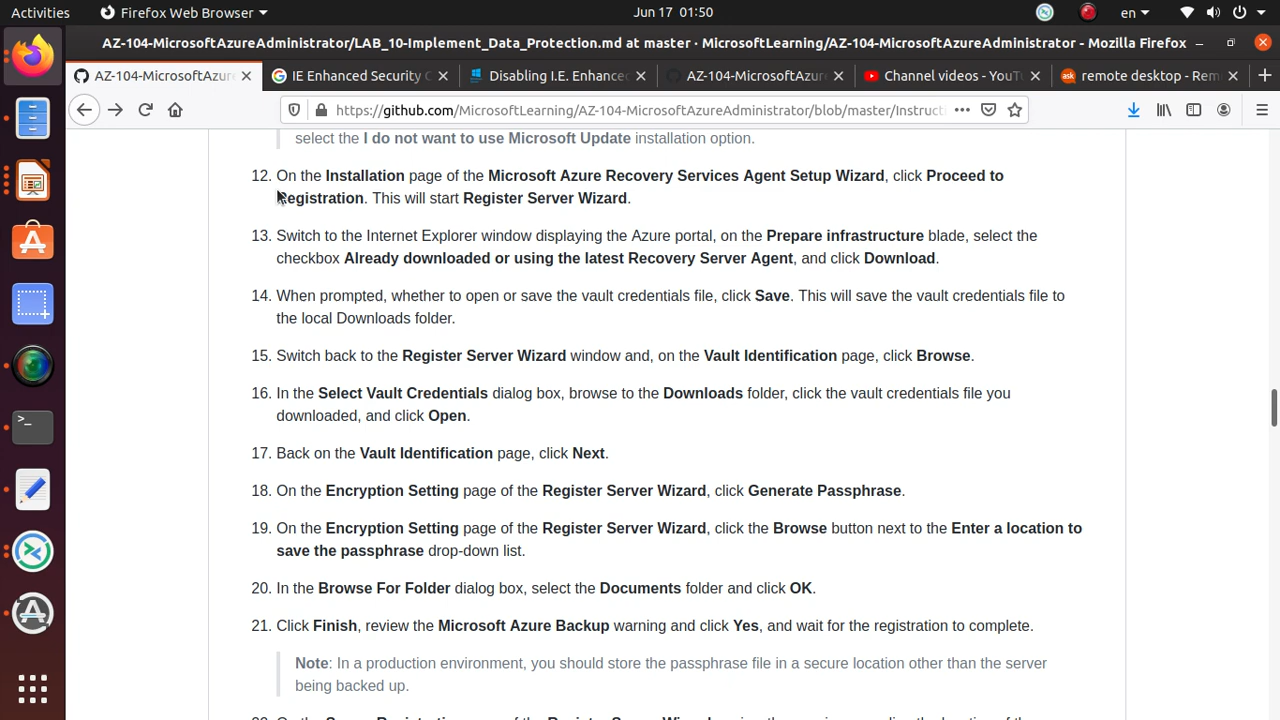 Activities
Firefox Web Browser
Jun 17 01:50
en
AZ-104-MicrosoftAzureAdministrator/LAB_10-Implement_Data_Protection.md at master · MicrosoftLearning/AZ-104-MicrosoftAzureAdministrator - Mozilla Firefox
AZ-104-MicrosoftAzur
IE Enhanced Security C
Disabling I.E. Enhance
AZ-104-MicrosoftAzur
Channel videos - YouT
remote desktop - Rem
https://github.com/MicrosoftLearning/AZ-104-MicrosoftAzureAdministrator/blob/master/Instruct
select the I do not want to use Microsoft Update installation option.
12. On the Installation page of the Microsoft Azure Recovery Services Agent Setup Wizard, click Proceed to
Registration. This will start Register Server Wizard.
13. Switch to the Internet Explorer window displaying the Azure portal, on the Prepare infrastructure blade, select the
checkbox Already downloaded or using the latest Recovery Server Agent, and click Download.
14. When prompted, whether to open or save the vault credentials file, click Save. This will save the vault credentials file to
the local Downloads folder.
15. Switch back to the Register Server Wizard window and, on the Vault Identification page, click Browse.
16. In the Select Vault Credentials dialog box, browse to the Downloads folder, click the vault credentials file you
downloaded, and click Open.
17. Back on the Vault Identification page, click Next.
18. On the Encryption Setting page of the Register Server Wizard, click Generate Passphrase.
19. On the Encryption Setting page of the Register Server Wizard, click the Browse button next to the Enter a location to
save the passphrase drop-down list.
20. In the Browse For Folder dialog box, select the Documents folder and click OK.
21. Click Finish, review the Microsoft Azure Backup warning and click Yes, and wait for the registration to complete.
Note: In a production environment, you should store the passphrase file in a secure location other than the server
being backed up.